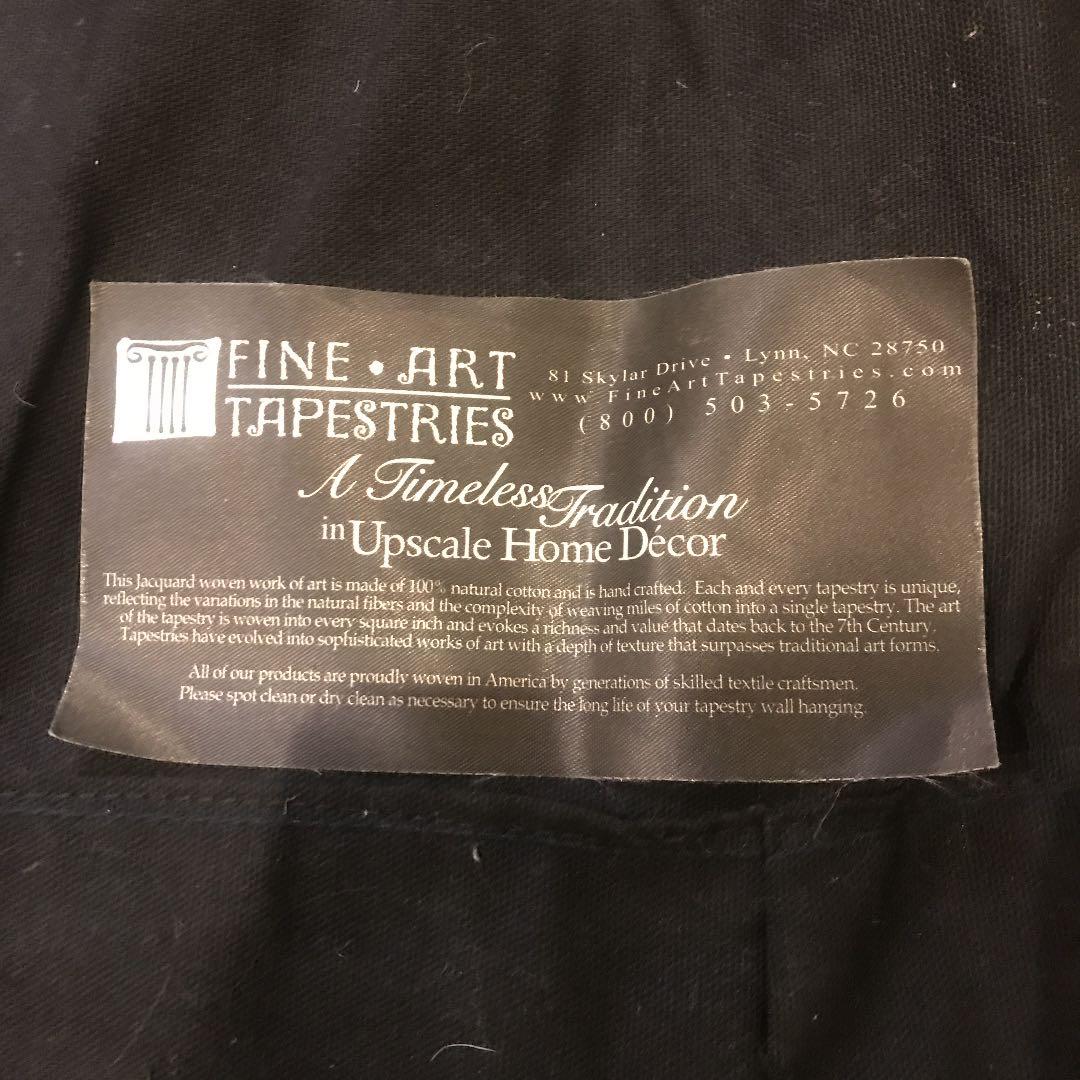 FINE • ART
TAPESTRIES
81 Skylar Drive • Lynn, NC 28750
www.FineArtTapestries.com
(800) 503-5726
A Timeless Tradition
in Upscale Home Décor
This Jacquard woven work of art is made of 100% natural cotton and is hand crafted. Each and every tapestry is unique,
reflecting the variations in the natural fibers and the complexity of weaving miles of cotton into a single tapestry. The art
of the tapestry is woven into every square inch and evokes a richness and value that dates back to the 7th Century.
Tapestries have evolved into sophisticated works of art with a depth of texture that surpasses traditional art forms.
All of our products are proudly woven in America by generations of skilled textile craftsmen.
Please spot clean or dry clean as necessary to ensure the long life of your tapestry wall hanging.